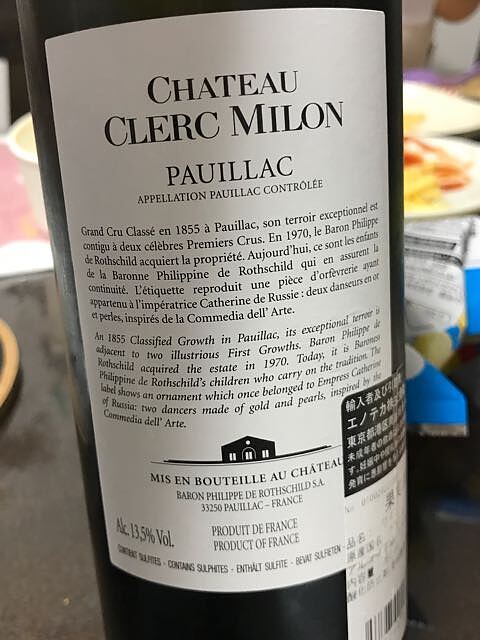 CHATEAU
CLERC MILON
PAUILLAC
APPELLATION PAUILLAC CONTRÔLÉE
Grand Cru Classé en 1855 à Pauillac, son terroir exceptionnel est
contigu à deux célèbres Premiers Crus. En 1970, le Baron Philippe
de Rothschild acquiert la propriété. Aujourd'hui, ce sont les enfants
de la Baronne Philippine de Rothschild qui en assurent la
continuité. L'étiquette reproduit une pièce d'orfèvrerie ayant
appartenu à l'impératrice Catherine de Russie : deux danseurs en or
et perles, inspirés de la Commedia dell' Arte.
An 1855 Classified Growth in Pauillac, its exceptional terroir is
adjacent to two illustrious First Growths. Baron Philippe de
Rothschild acquired the estate in 1970. Today, it is Baroness
Philippine de Rothschild's children who carry on the tradition. The
label shows an ornament which once belonged to Empress Catherine
of Russia: two dancers made of gold and pearls, inspired by the
Commedia dell' Arte.
MIS EN BOUTEILLE AU CHÂTEAU
BARON PHILIPPE DE ROTHSCHILD S.A.
33250 PAUILLAC – FRANCE
Alc. 13,5% Vol.
PRODUIT DE FRANCE
PRODUCT OF FRANCE
CONTIENT SULFITES - CONTAINS SULPHITES - ENTHÄLT SULFITE - BEVAT SULFIETEN -
輸入者及び
エノテカ
東京都港区
未成年者の